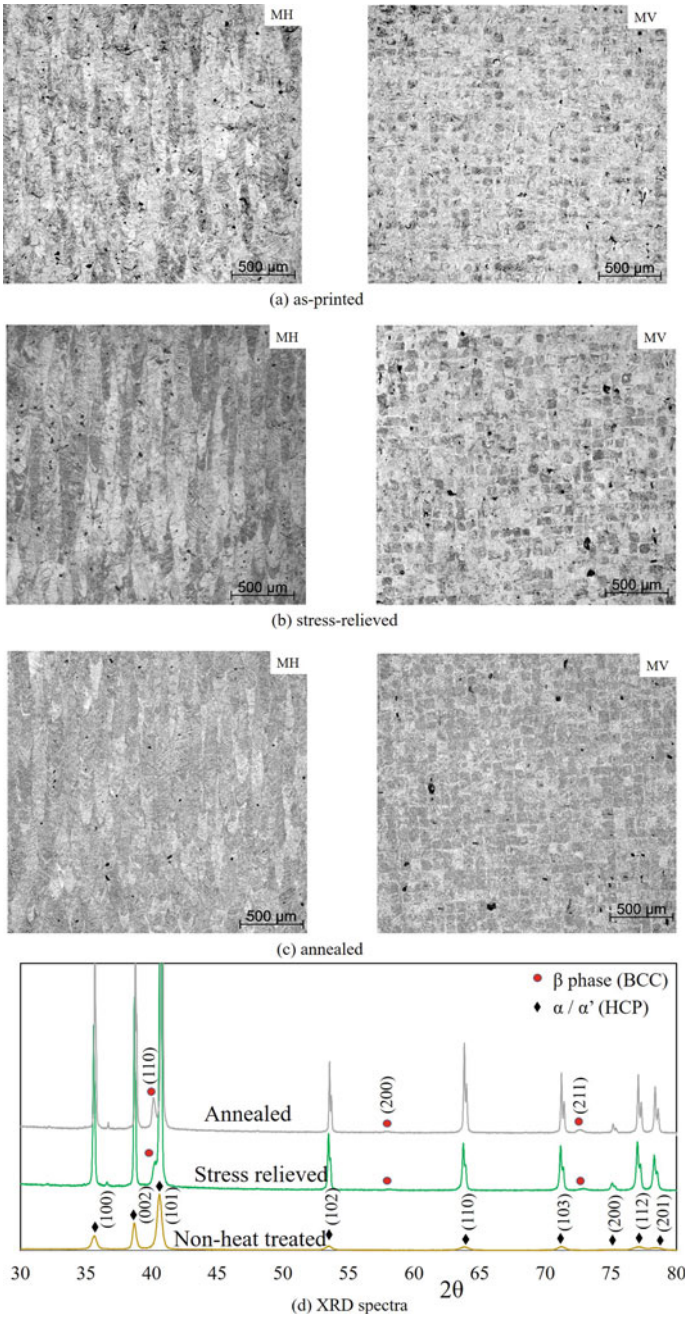 MH
MV
500 µm
500 µm
(a) as-printed
MH
MV
500 µm
500 µm
(b) stress-relieved
MH
MV
500 µm
500 µm
(c) annealed
β phase (BCC)
α / α’ (HCP)
(110)
(200)
(211)
Annealed
Stress relieved
(100)
(002)
(101)
(102)
(110)
(103)
(200)
(112)
(201)
Non-heat treated
30 35 40 45 50 55 60 65 70 75 80
2θ
(d) XRD spectra